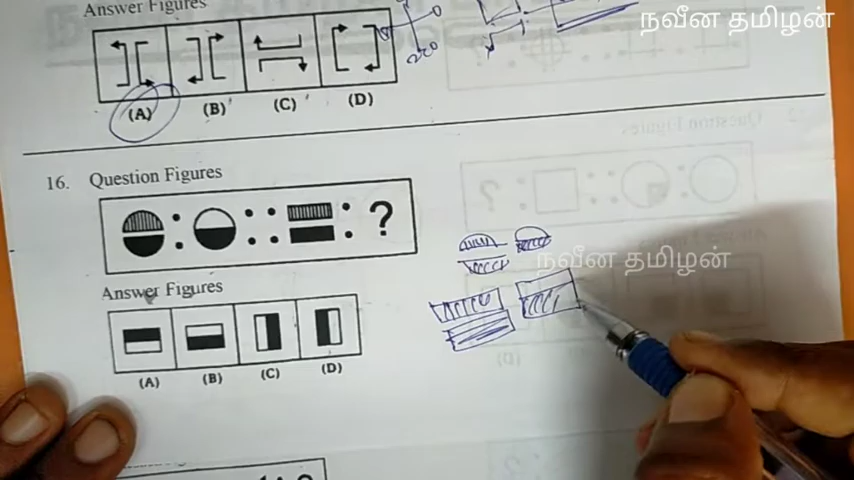 Answer Figures
நவீன தமிழன்
(A) (B) (C) (D)
16. Question Figures
: :: : ?
Answer Figures
நவீன தமிழன்
(A) (B) (C) (D)